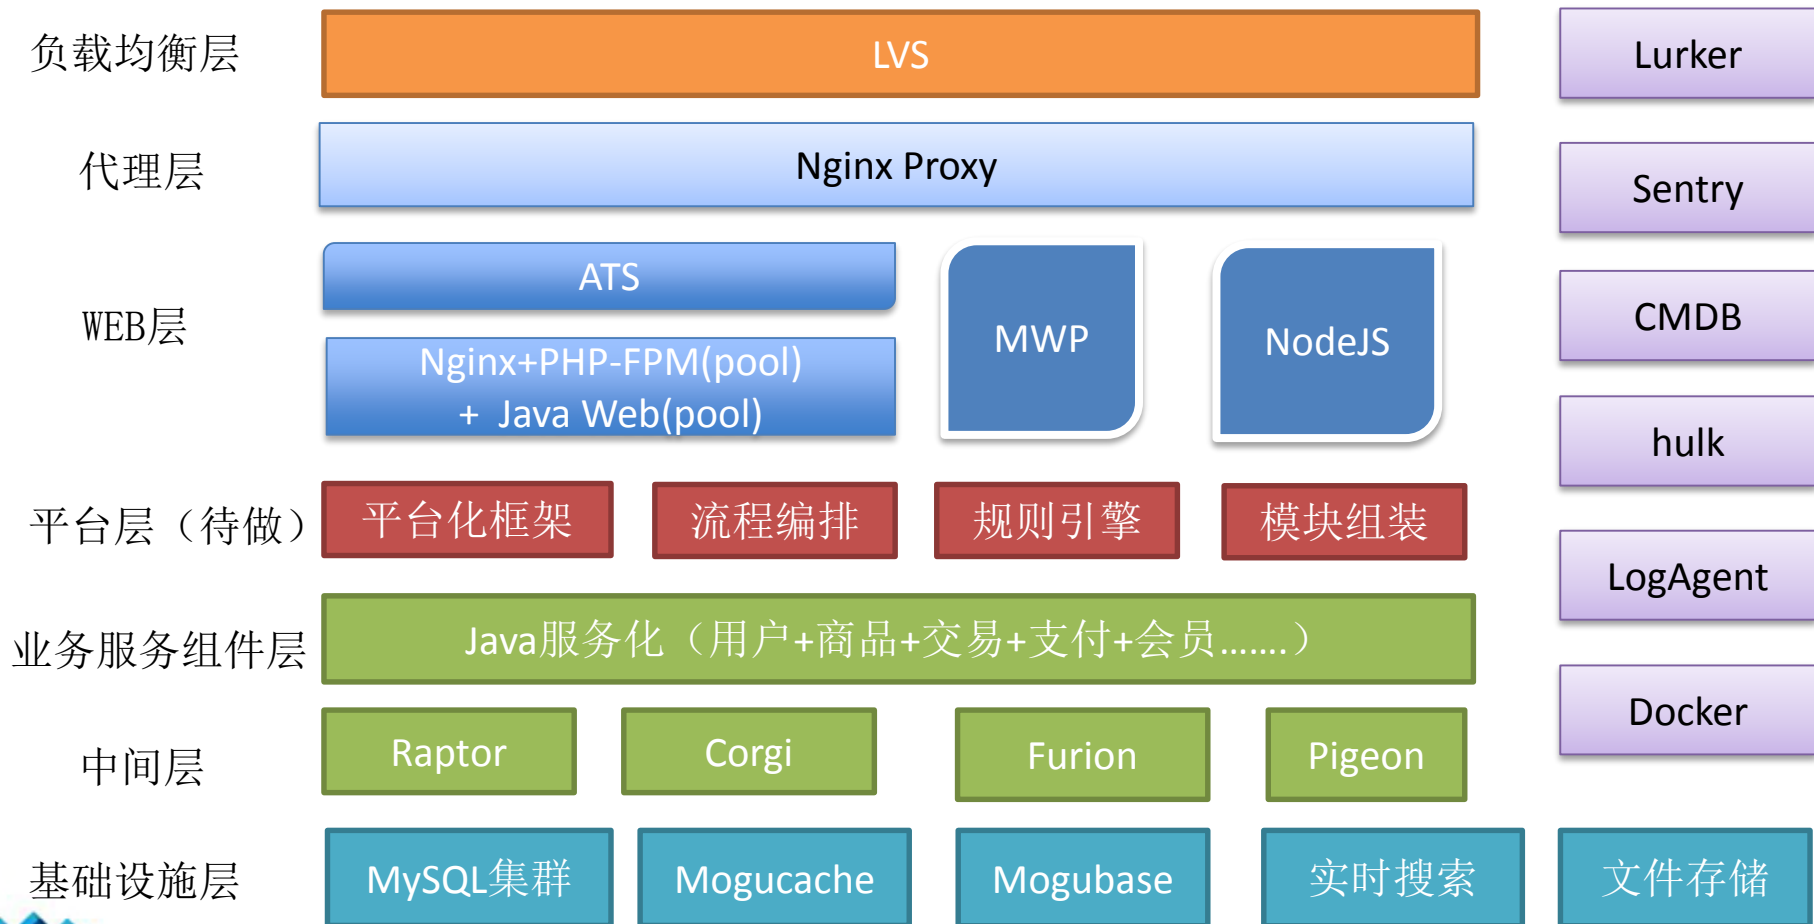 负载均衡层
LVS
Lurker
代理层
Nginx Proxy
Sentry
WEB层
ATS
Nginx+PHP-FPM(pool)
+ Java Web(pool)
MWP
NodeJS
CMDB
hulk
平台层（待做）
平台化框架
流程编排
规则引擎
模块组装
LogAgent
业务服务组件层
Java服务化（用户+商品+交易+支付+会员.......）
Docker
中间层
Raptor
Corgi
Furion
Pigeon
基础设施层
MySQL集群
Mogucache
Mogubase
实时搜索
文件存储